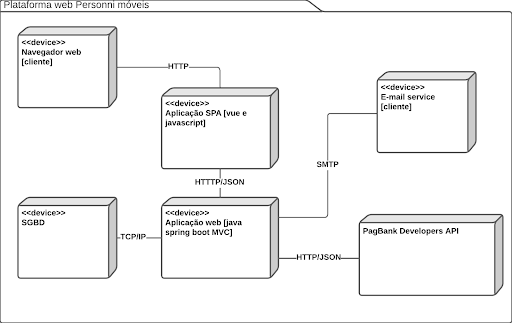 Plataforma web Personni móveis
<<device>>
Navegador web
[cliente]
HTTP
<<device>>
Aplicação SPA [vue e
javascript]
<<device>>
E-mail service
[cliente]
SMTP
HTTTP/JSON
<<device>>
SGBD
TCP/IP
<<device>>
Aplicação web [java
spring boot MVC]
HTTP/JSON
PagBank Developers API